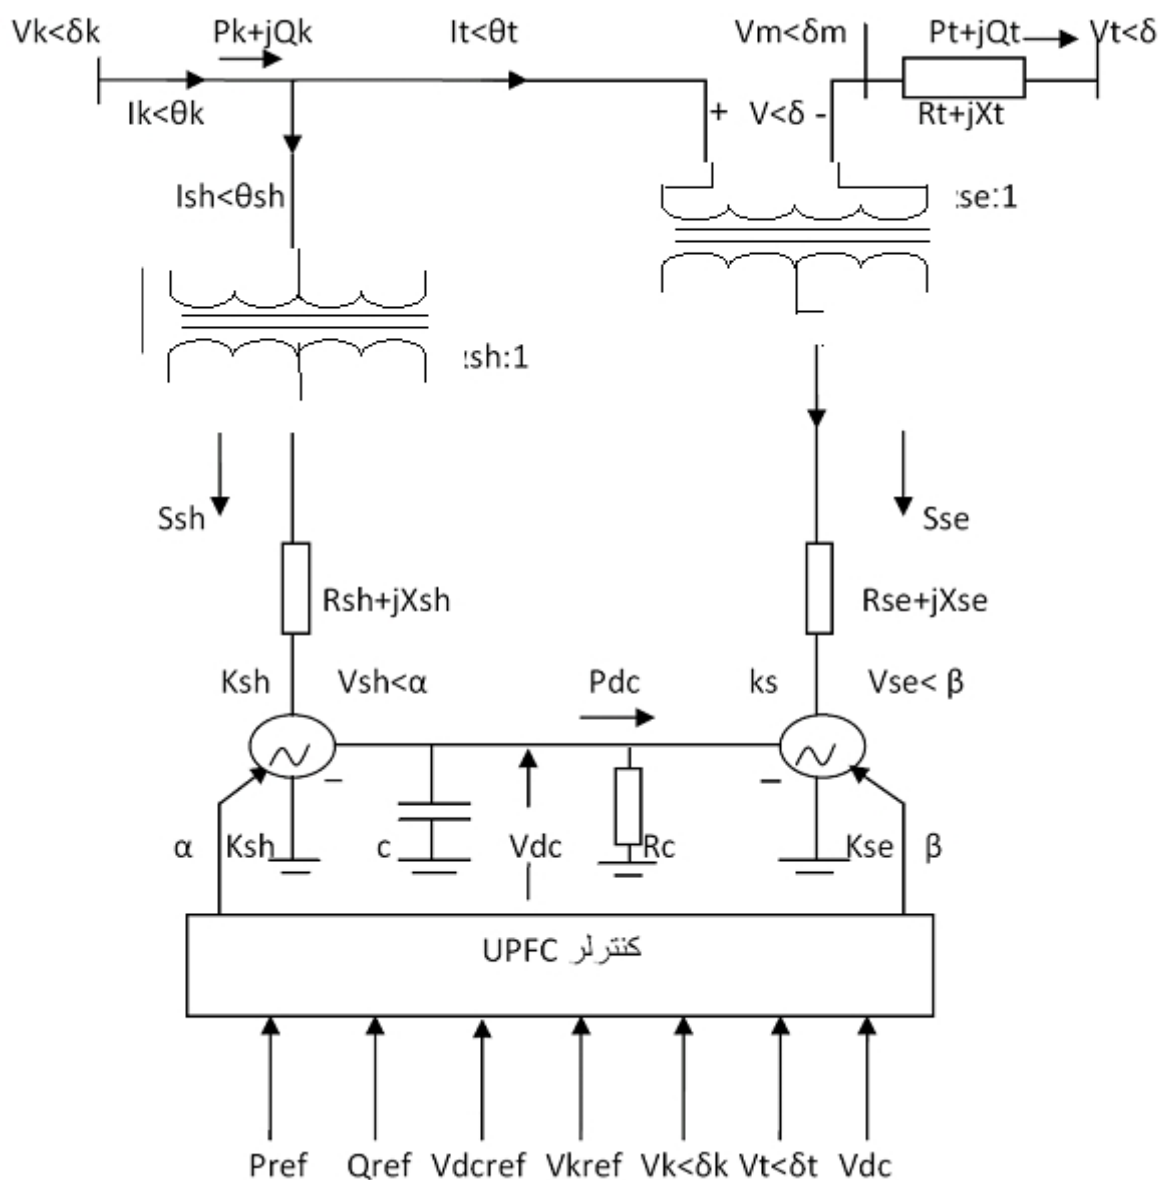 Vk<δk Pk+jQk It<θt Vm<δm Pt+jQt Vt<δ
Ik<θk + V<δ - Rt+jXt
Ish<θsh se:1
sh:1
Ssh Sse
Rsh+jXsh Rse+jXse
Ksh Vsh<α Pdc ks Vse< β
α Ksh c Vdc Rc Kse β
کنترلر UPFC
Pref Qref Vdcref Vkref Vk<δk Vt<δt Vdc